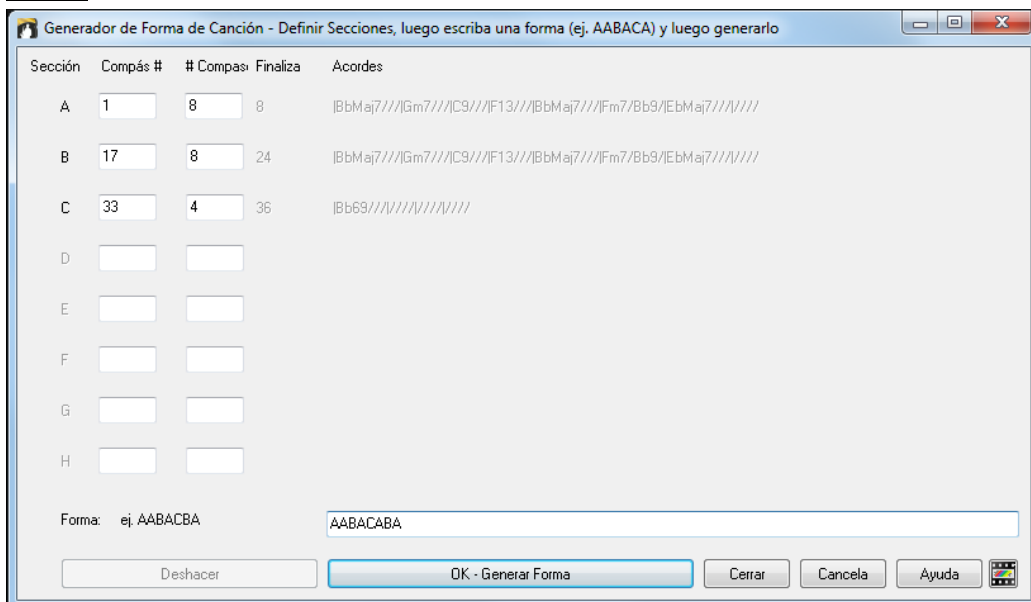 Generador de Forma de Canción - Definir Secciones, luego escriba una forma (ej. AABACA) y luego generarlo
Sección Compás # # Compas Finaliza Acordes
A 1 8 8 |BbMaj7///|Gm7///|C9///|F13///|BbMaj7///|Fm7/Bb9/|EbMaj7///|////
B 17 8 24 |BbMaj7///|Gm7///|C9///|F13///|BbMaj7///|Fm7/Bb9/|EbMaj7///|////
C 33 4 36 |Bb69///|////|////|////
D
E
F
G
H
Forma: ej. AABACBA AABACABA
Deshacer OK - Generar Forma Cerrar Cancela Ayuda